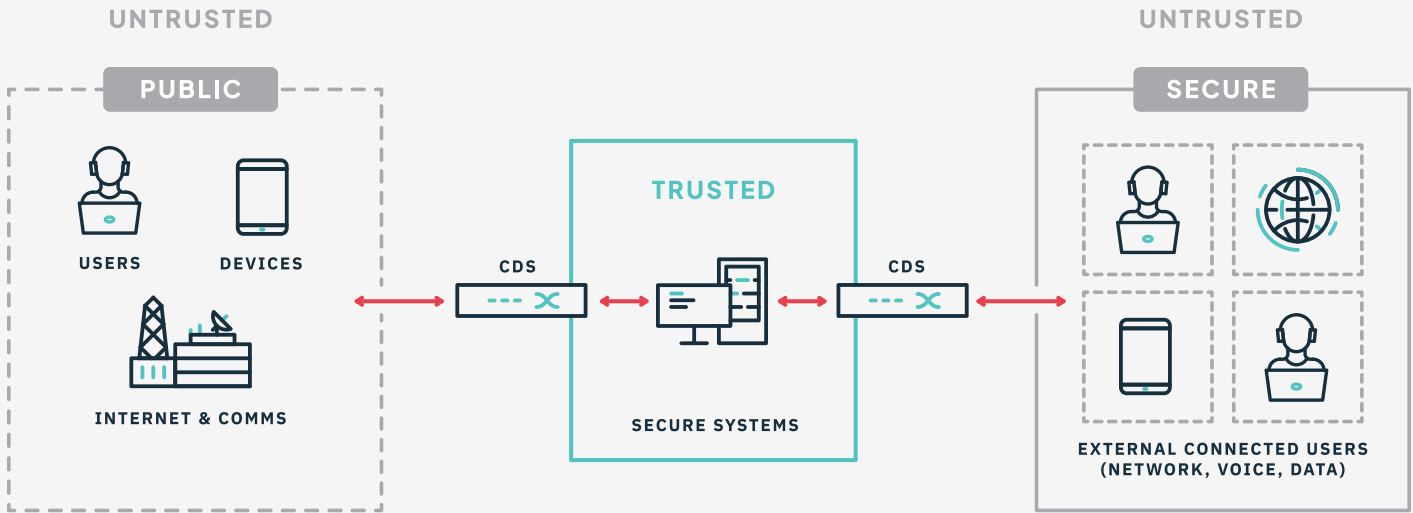 UNTRUSTED
PUBLIC
USERS
DEVICES
INTERNET & COMMS
CDS
TRUSTED
SECURE SYSTEMS
CDS
UNTRUSTED
SECURE
EXTERNAL CONNECTED USERS
(NETWORK, VOICE, DATA)